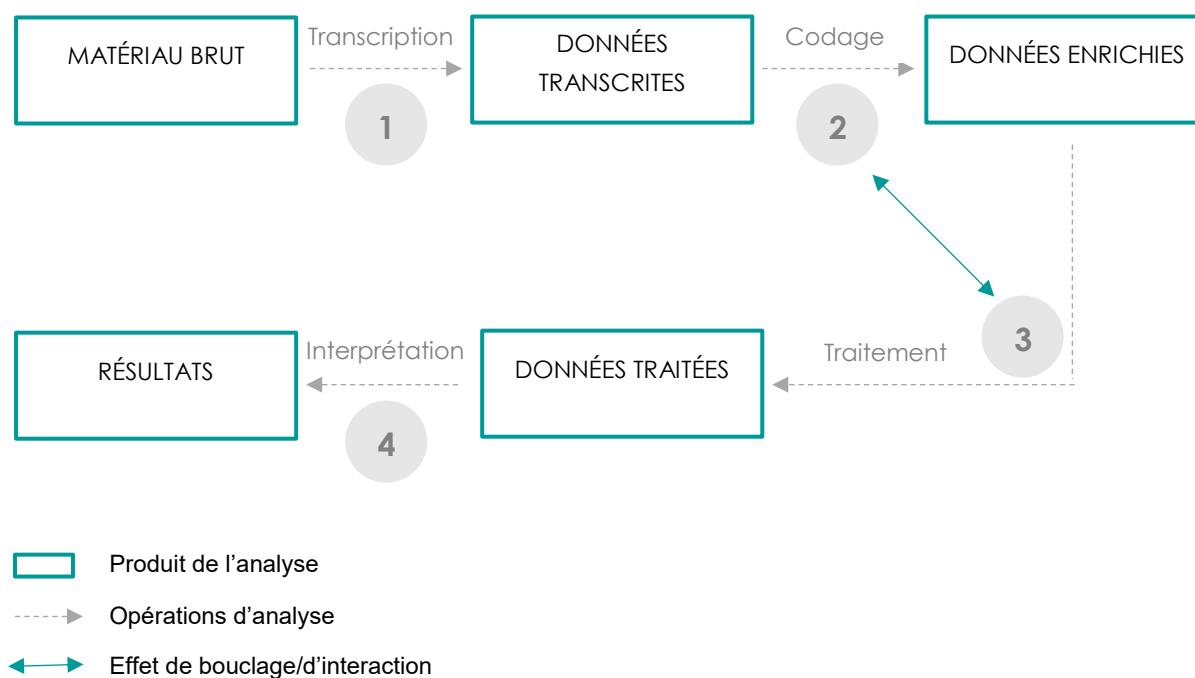 MATÉRIAU BRUT
Transcription
1
DONNÉES
TRANSCRITES
Codage
2
DONNÉES ENRICHIES
3
Traitement
DONNÉES TRAITÉES
Interprétation
4
RÉSULTATS
Produit de l’analyse
Opérations d’analyse
Effet de bouclage/d’interaction